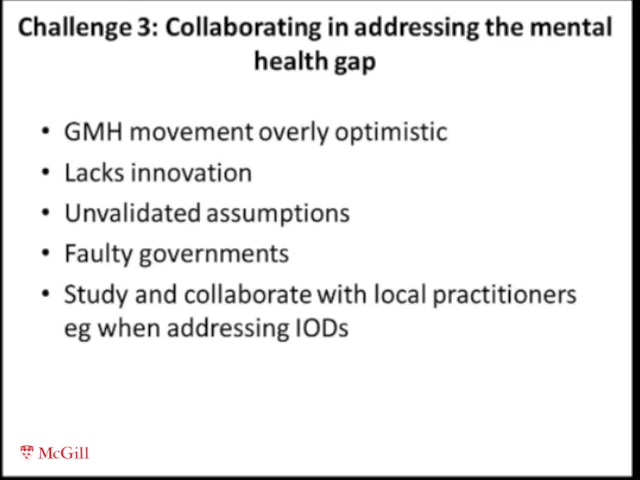 Challenge 3: Collaborating in addressing the mental
health gap
• GMH movement overly optimistic
• Lacks innovation
• Unvalidated assumptions
• Faulty governments
• Study and collaborate with local practitioners
eg when addressing IODs
McGill